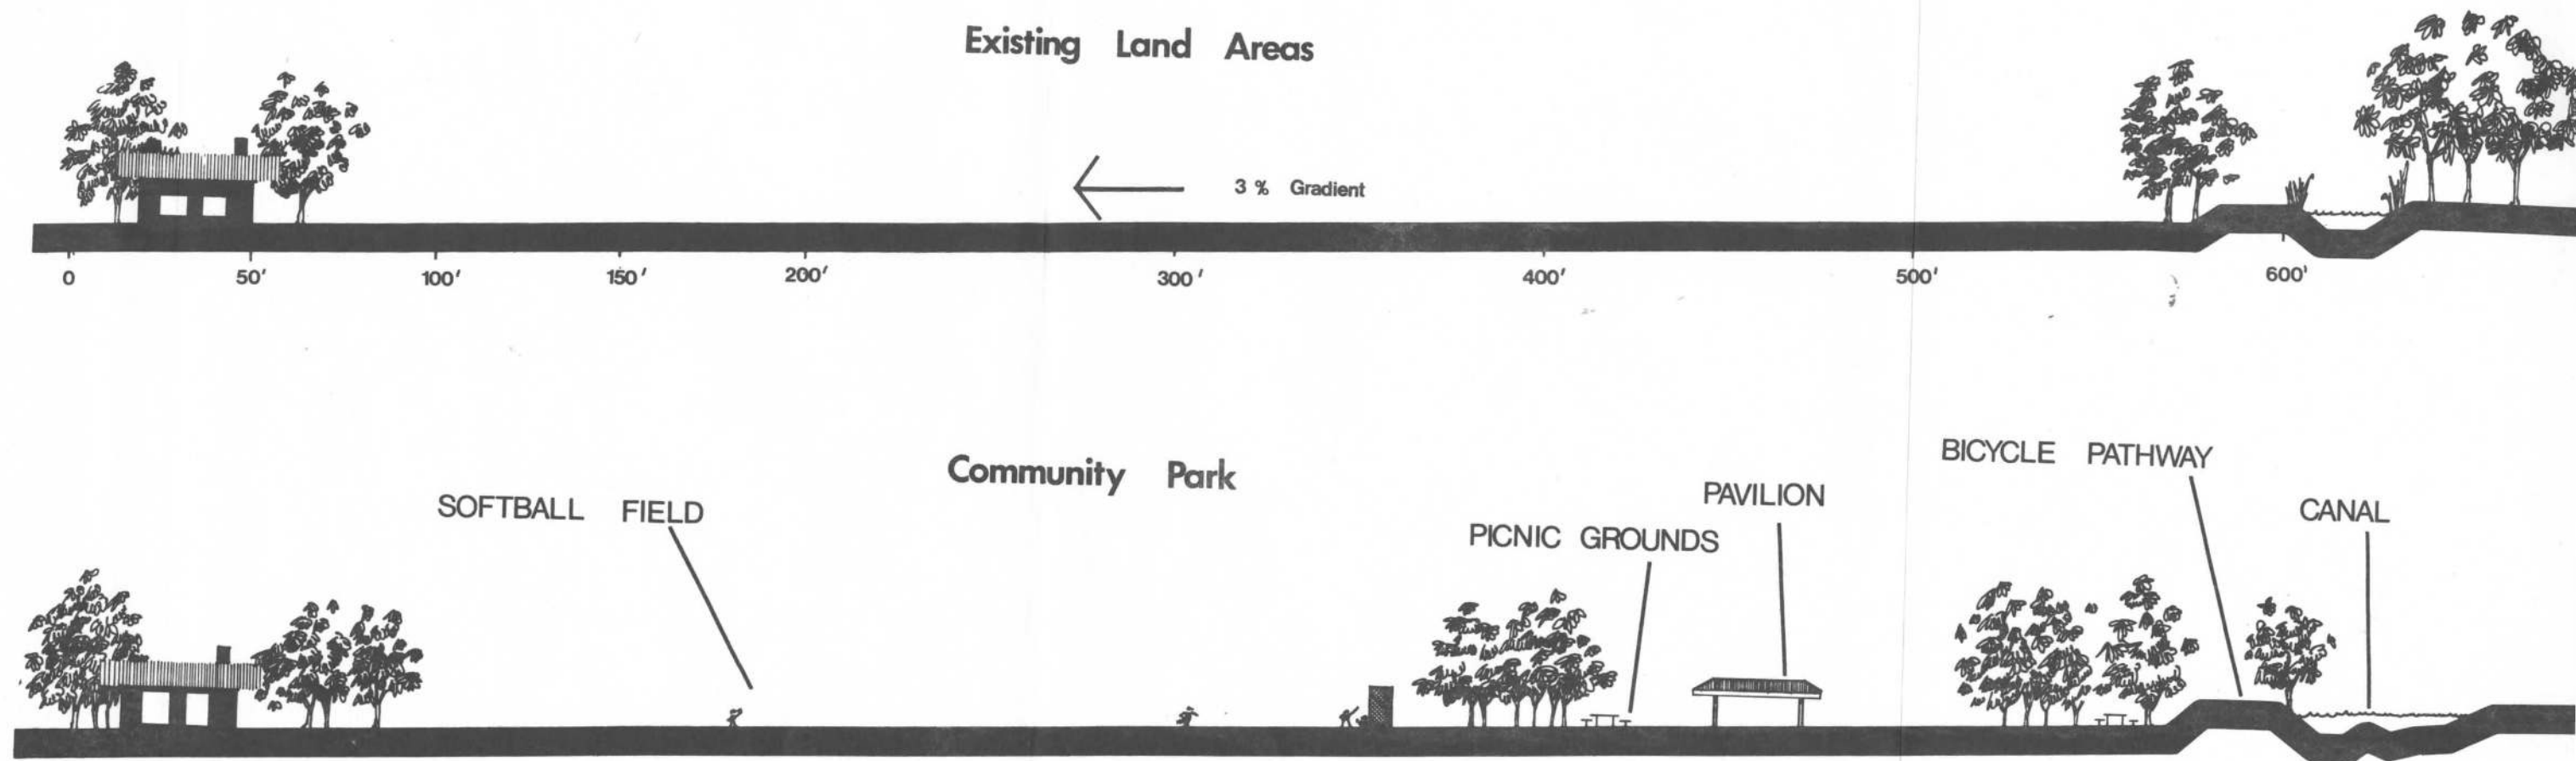 Existing Land Areas
3 % Gradient
0 50' 100' 150' 200' 300' 400' 500' 600'
Community Park
SOFTBALL FIELD
PICNIC GROUNDS
PAVILION
BICYCLE PATHWAY
CANAL